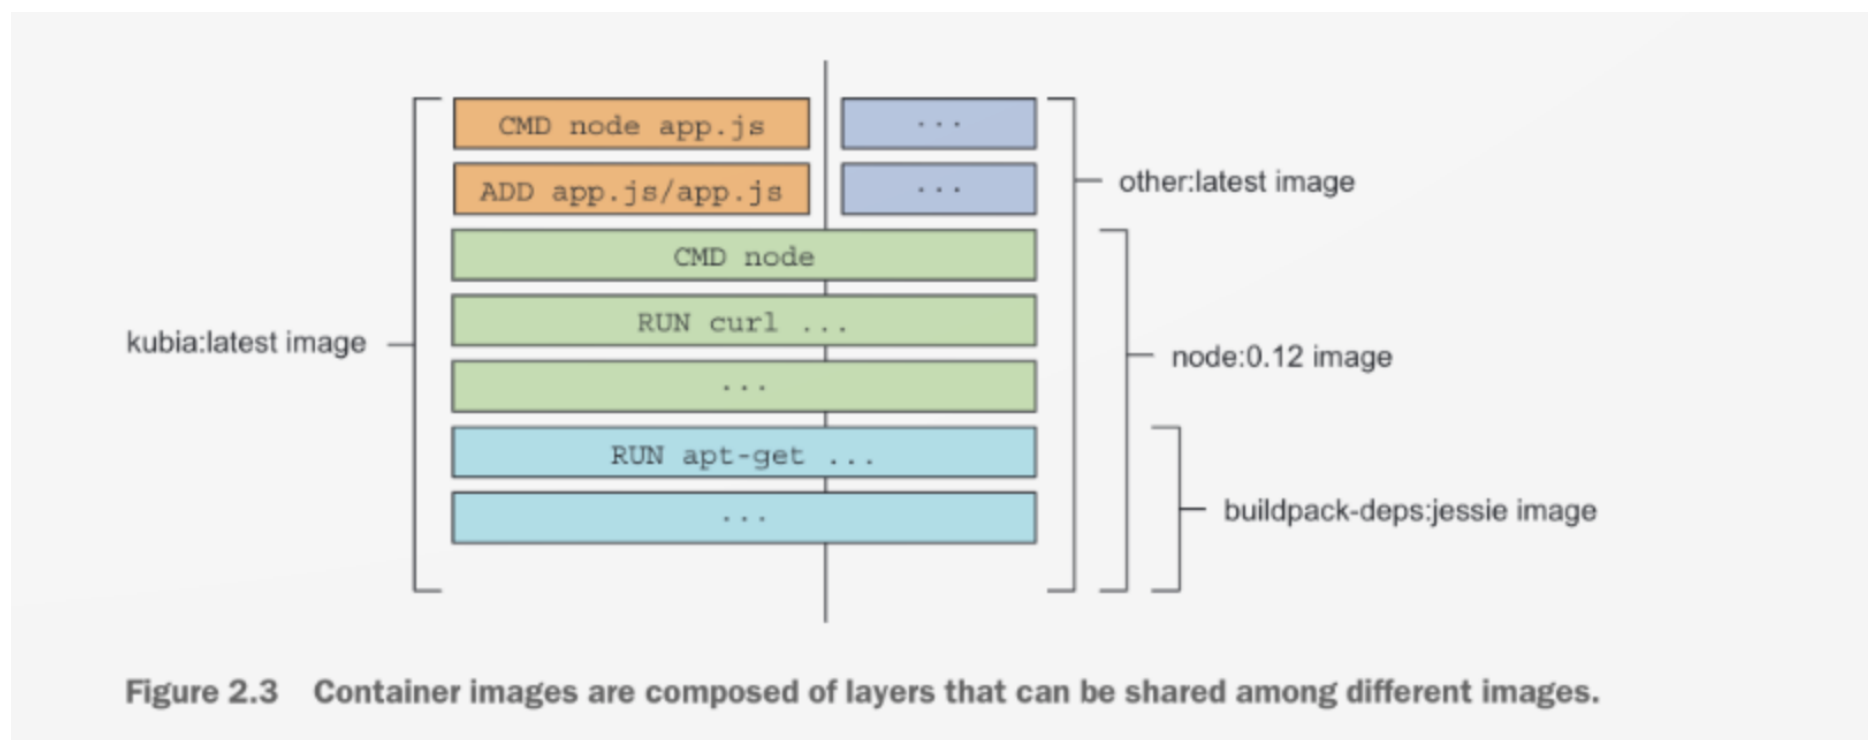 CMD node app.js
...
ADD app.js/app.js
...
other:latest image
CMD node
RUN curl ...
kubia:latest image
node:0.12 image
...
RUN apt-get ...
buildpack-deps:jessie image
...
Figure 2.3 Container images are composed of layers that can be shared among different images.